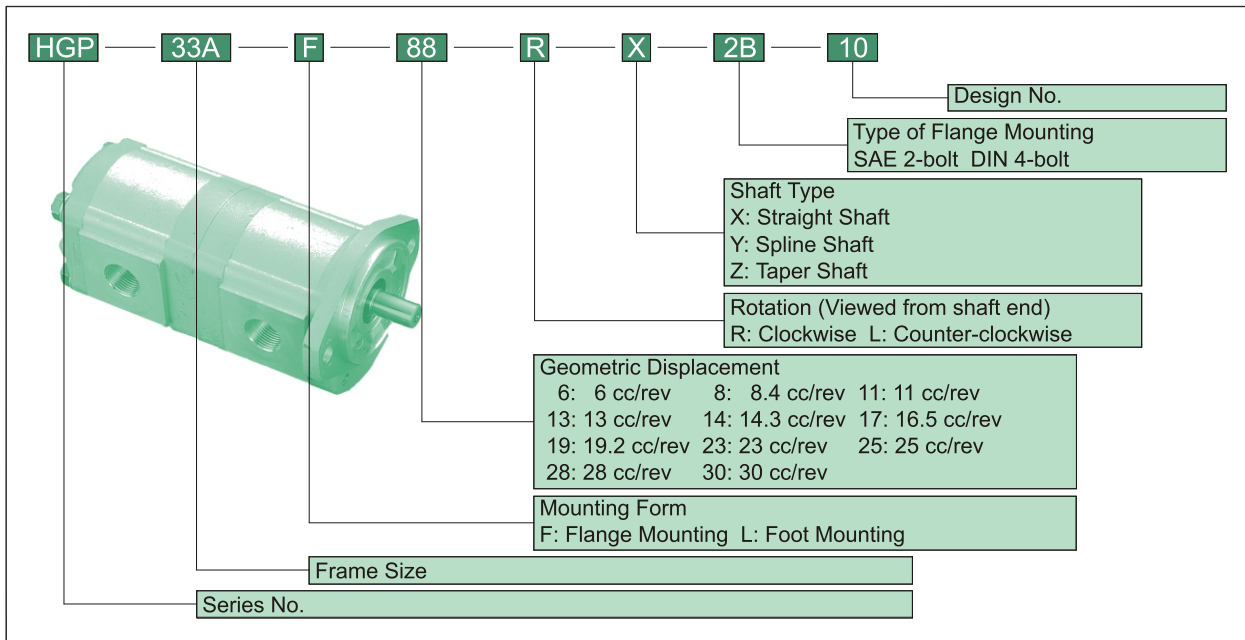 HGP 33A F 88 R X 2B 10
Design No.
Type of Flange Mounting
SAE 2-bolt DIN 4-bolt
Shaft Type
X: Straight Shaft
Y: Spline Shaft
Z: Taper Shaft
Rotation (Viewed from shaft end)
R: Clockwise L: Counter-clockwise
Geometric Displacement
6: 6 cc/rev 8: 8.4 cc/rev 11: 11 cc/rev
13: 13 cc/rev 14: 14.3 cc/rev 17: 16.5 cc/rev
19: 19.2 cc/rev 23: 23 cc/rev 25: 25 cc/rev
28: 28 cc/rev 30: 30 cc/rev
Mounting Form
F: Flange Mounting L: Foot Mounting
Frame Size
Series No.